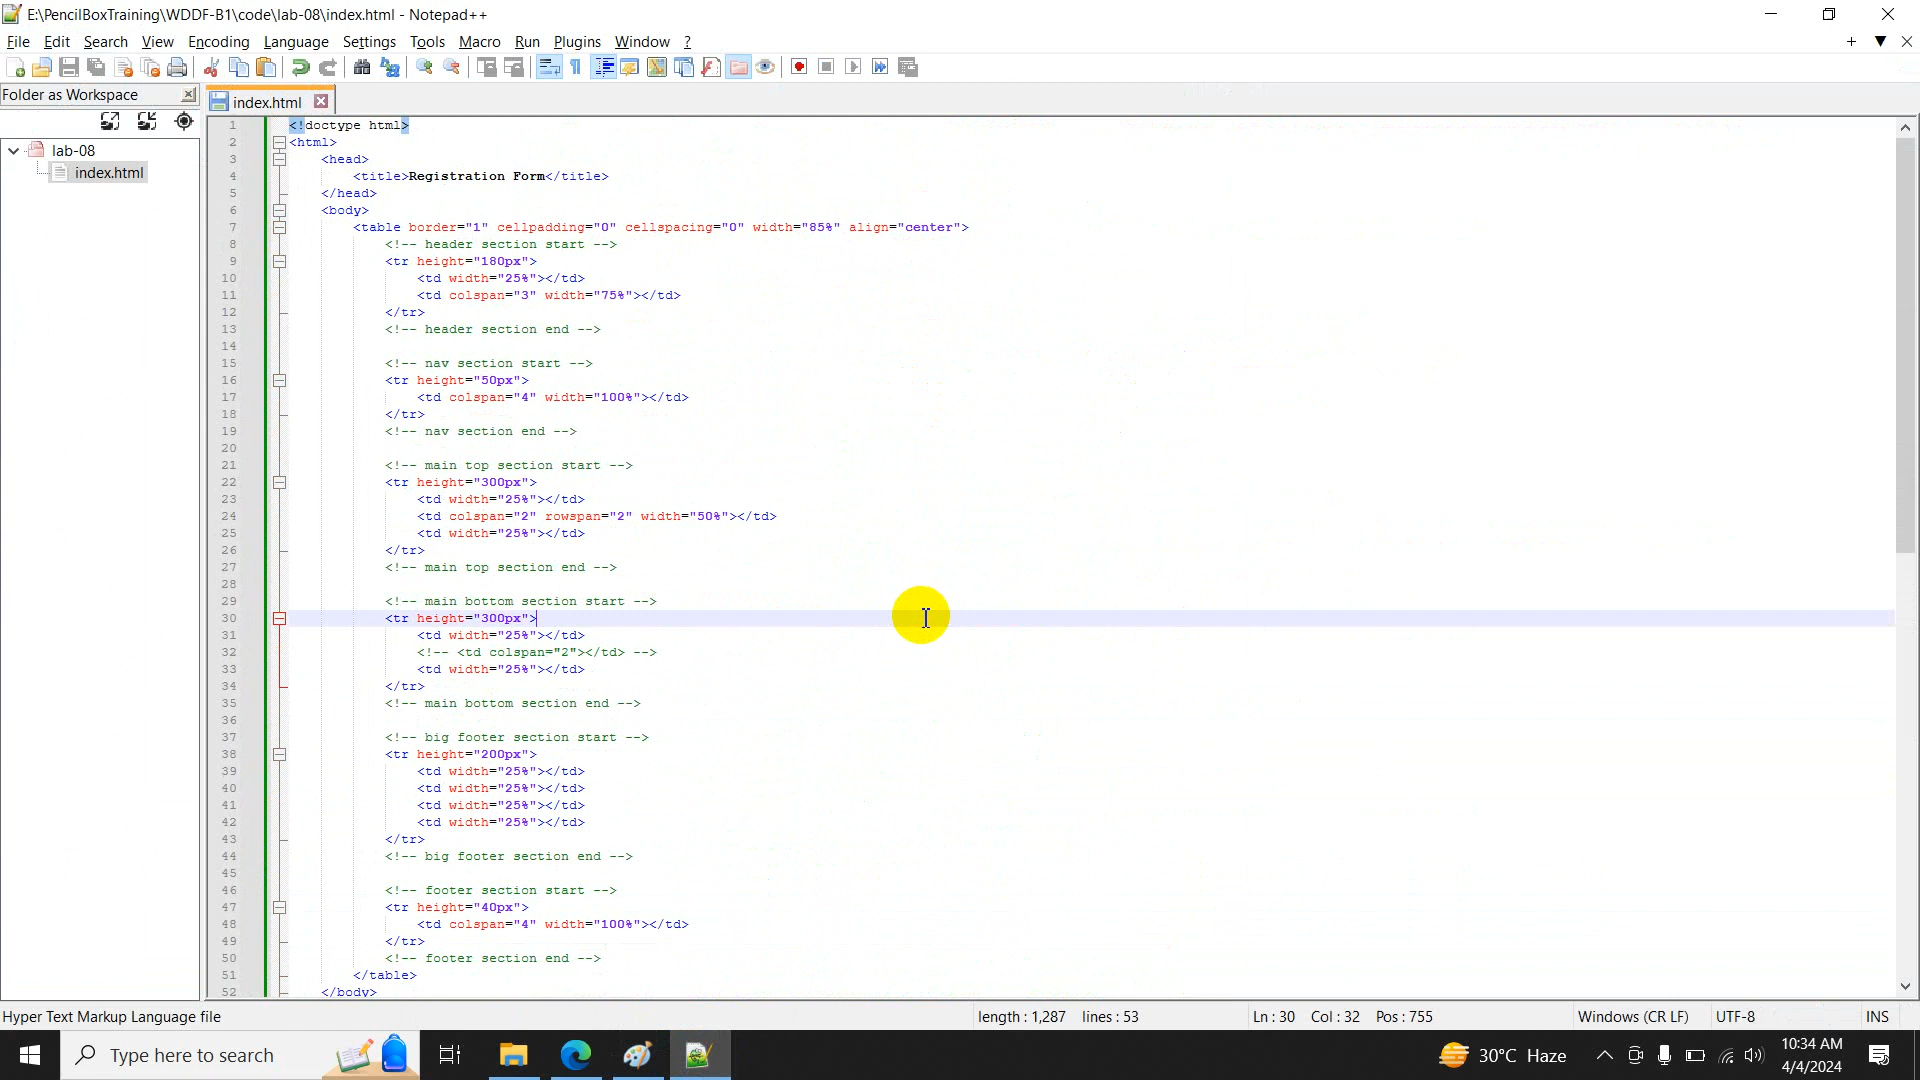 E:\PencilBoxTraining\WDDF-B1\code\lab-08\index.html - Notepad++
File Edit Search View Encoding Language Settings Tools Macro Run Plugins Window ?
Folder as Workspace
index.html
lab-08
index.html
1 <!doctype html>
2 <html>
3 <head>
4 <title>Registration Form</title>
5 </head>
6 <body>
7 <table border="1" cellpadding="0" cellspacing="0" width="85%" align="center">
8 <!-- header section start -->
9 <tr height="180px">
10 <td width="25%"></td>
11 <td colspan="3" width="75%"></td>
12 </tr>
13 <!-- header section end -->
14
15 <!-- nav section start -->
16 <tr height="50px">
17 <td colspan="4" width="100%"></td>
18 </tr>
19 <!-- nav section end -->
20
21 <!-- main top section start -->
22 <tr height="300px">
23 <td width="25%"></td>
24 <td colspan="2" rowspan="2" width="50%"></td>
25 <td width="25%"></td>
26 </tr>
27 <!-- main top section end -->
28
29 <!-- main bottom section start -->
30 <tr height="300px">
31 <td width="25%"></td>
32 <!-- <td colspan="2"></td> -->
33 <td width="25%"></td>
34 </tr>
35 <!-- main bottom section end -->
36
37 <!-- big footer section start -->
38 <tr height="200px">
39 <td width="25%"></td>
40 <td width="25%"></td>
41 <td width="25%"></td>
42 <td width="25%"></td>
43 </tr>
44 <!-- big footer section end -->
45
46 <!-- footer section start -->
47 <tr height="40px">
48 <td colspan="4" width="100%"></td>
49 </tr>
50 <!-- footer section end -->
51 </table>
52 </body>
Hyper Text Markup Language file length : 1,287 lines : 53 Ln : 30 Col : 32 Pos : 755 Windows (CR LF) UTF-8 INS
Type here to search
30°C Haze
10:34 AM
4/4/2024